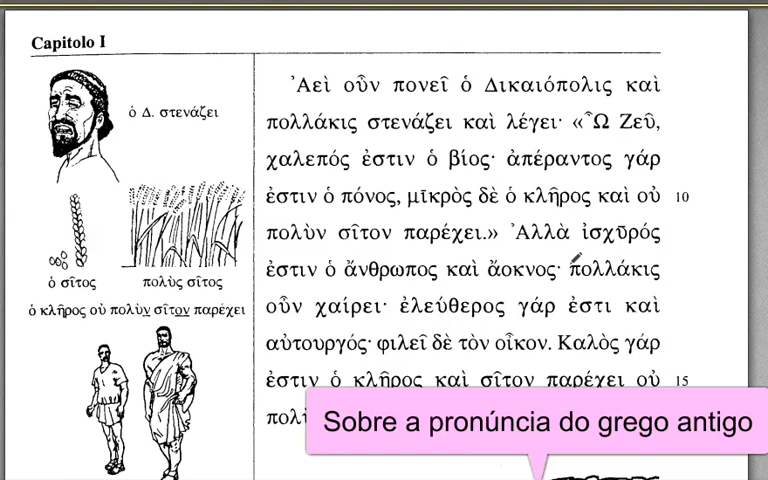 Capitolo I
ὁ Δ. στενάζει
ὁ σῖτος
πολὺς σῖτος
ὁ κλῆρος οὐ πολὺν σῖτον παρέχει
Ἀεὶ οὖν πονεῖ ὁ Δικαιόπολις καὶ
πολλάκις στενάζει καὶ λέγει· «Ὦ Ζεῦ,
χαλεπός ἐστιν ὁ βίος· ἀπέραντος γάρ
ἐστιν ὁ πόνος, μῑκρὸς δὲ ὁ κλῆρος καὶ οὐ 10
πολὺν σῖτον παρέχει.» Ἀλλὰ ἰσχῡρός
ἐστιν ὁ ἄνθρωπος καὶ ἄοκνος· πολλάκις
οὖν χαίρει· ἐλεύθερος γάρ ἐστι καὶ
αὐτουργός· φιλεῖ δὲ τὸν οἶκον. Καλὸς γάρ
ἐστιν ὁ κλῆρος καὶ σῖτον παρέχει οὐ 15
Sobre a pronúncia do grego antigo